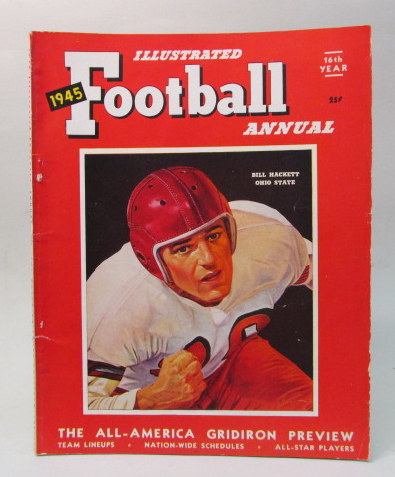 ILLUSTRATED
1945 Football
ANNUAL
16th
YEAR
25¢
BILL HACKETT
OHIO STATE
THE ALL-AMERICA GRIDIRON PREVIEW
TEAM LINEUPS • NATION-WIDE SCHEDULES • ALL-STAR PLAYERS